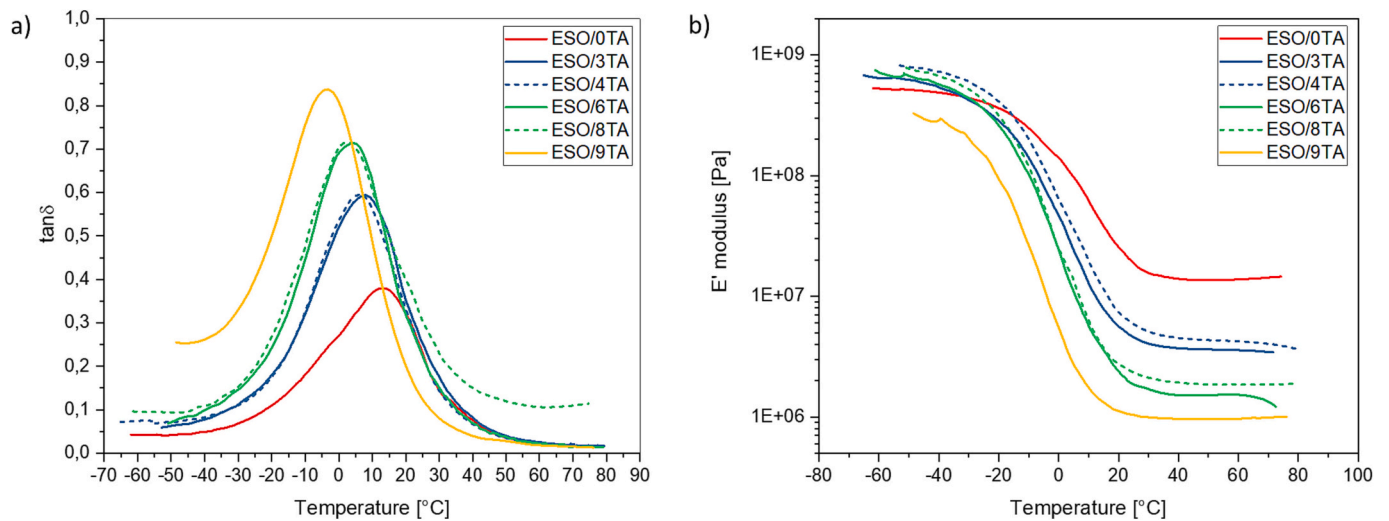 a)
1,0
0,9
0,8
0,7
0,6
0,5
0,4
0,3
0,2
0,1
0,0
tanδ
-70 -60 -50 -40 -30 -20 -10 0 10 20 30 40 50 60 70 80 90
Temperature [°C]
ESO/0TA
ESO/3TA
ESO/4TA
ESO/6TA
ESO/8TA
ESO/9TA
b)
1E+09
1E+08
1E+07
1E+06
E' modulus [Pa]
-80 -60 -40 -20 0 20 40 60 80 100
Temperature [°C]
ESO/0TA
ESO/3TA
ESO/4TA
ESO/6TA
ESO/8TA
ESO/9TA